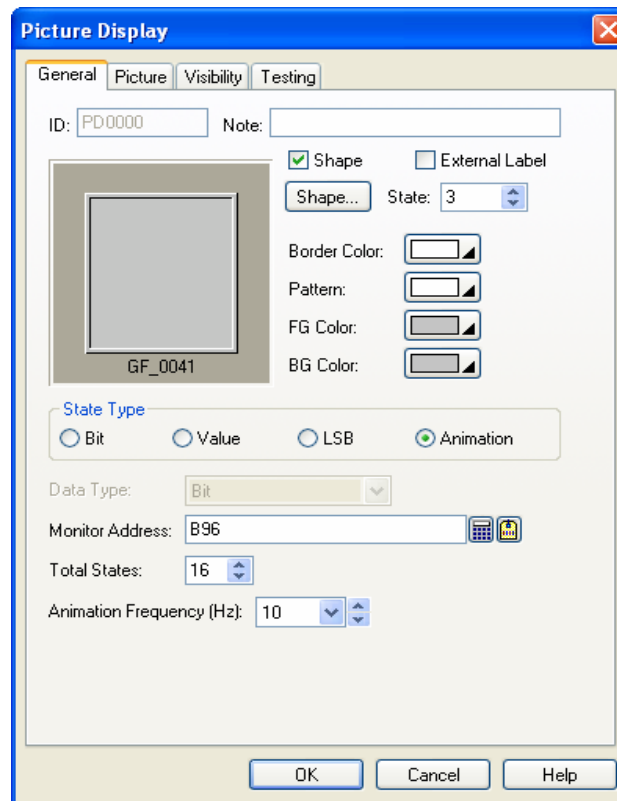 Picture Display
General Picture Visibility Testing
ID: PD0000 Note:
Shape External Label
Shape... State: 3
Border Color:
Pattern:
FG Color:
BG Color:
GF_0041
State Type
Bit Value LSB Animation
Data Type: Bit
Monitor Address: B96
Total States: 16
Animation Frequency (Hz): 10
OK Cancel Help